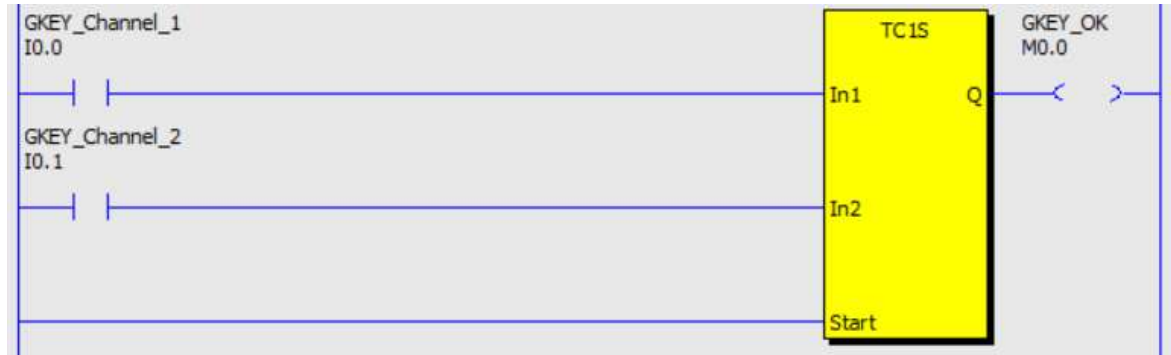 GKEY_Channel_1
I0.0
TC1S
GKEY_OK
M0.0
In1
Q
GKEY_Channel_2
I0.1
In2
Start